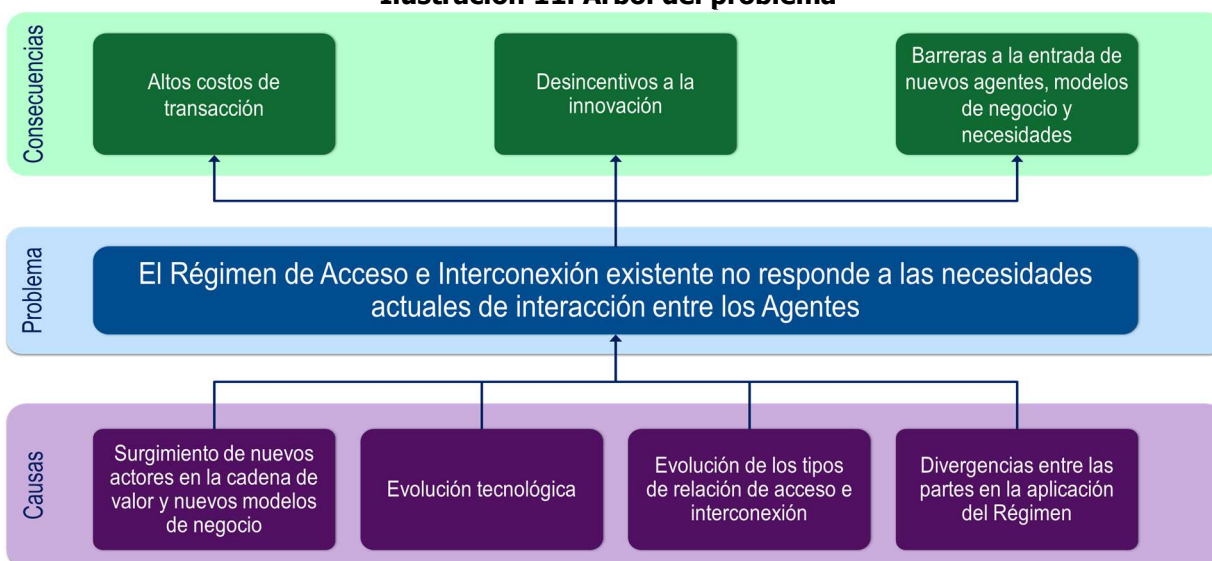 Ilustración 11. Árbol del problema
Consecuencias
Altos costos de
transacción
Desincentivos a la
innovación
Barreras a la entrada de
nuevos agentes, modelos
de negocio y
necesidades
Problema
El Régimen de Acceso e Interconexión existente no responde a las necesidades
actuales de interacción entre los Agentes
Causas
Surgimiento de nuevos
actores en la cadena de
valor y nuevos modelos
de negocio
Evolución tecnológica
Evolución de los tipos
de relación de acceso e
interconexión
Divergencias entre las
partes en la aplicación
del Régimen